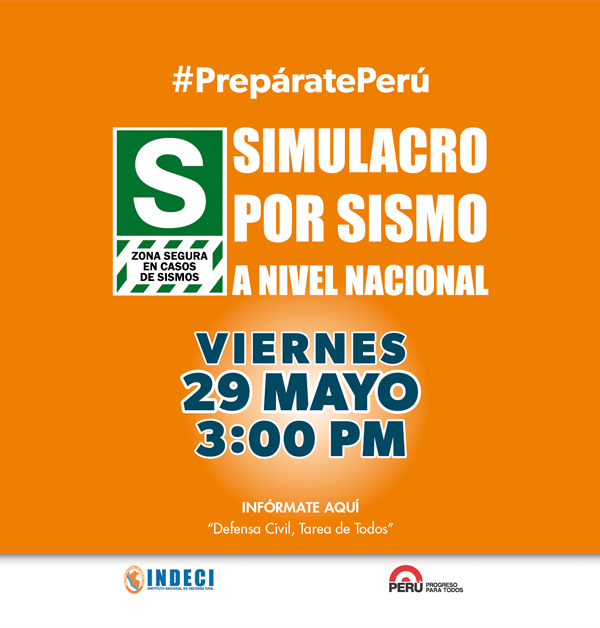 #PrepáratePerú
S
ZONA SEGURA
EN CASOS
DE SISMOS
SIMULACRO
POR SISMO
A NIVEL NACIONAL
VIERNES
29 MAYO
3:00 PM
INFÓRMATE AQUÍ
“Defensa Civil, Tarea de Todos”
INDECI
INSTITUTO NACIONAL DE DEFENSA CIVIL
PERÚ
PROGRESO
PARA TODOS